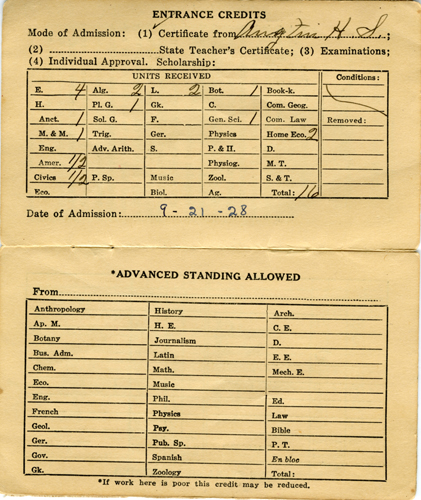 ENTRANCE CREDITS
Mode of Admission: (1) Certificate from Austin H. S. ;
(2) ............ State Teacher's Certificate; (3) Examinations;
(4) Individual Approval. Scholarship:
UNITS RECEIVED Conditions:
E. 4 Alg. 2 L. 2 Bot. 1 Book-k.
H. Pl. G. 1 Gk. C. Com. Geog.
Anct. 1 Sol. G. F. Gen. Sci. 1 Com. Law Removed:
M. & M. 1 Trig. Ger. Physics Home Eco. 2
Eng. Adv. Arith. S. P. & H. D.
Amer. 1/2 Physiog. M. T.
Civics 1/2 P. Sp. Music Zool. S. & T.
Eco. Biol. Ag. Total: 16
Date of Admission: 9-21-28
*ADVANCED STANDING ALLOWED
From
Anthropology History Arch.
Ap. M. H. E. C. E.
Botany Journalism D.
Bus. Adm. Latin E. E.
Chem. Math. Mech. E.
Eco. Music
Eng. Phil. Ed.
French Physics Law
Geol. Psy. Bible
Ger. Pub. Sp. P. T.
Gov. Spanish En bloc
Gk. Zoology Total:
*If work here is poor this credit may be reduced.